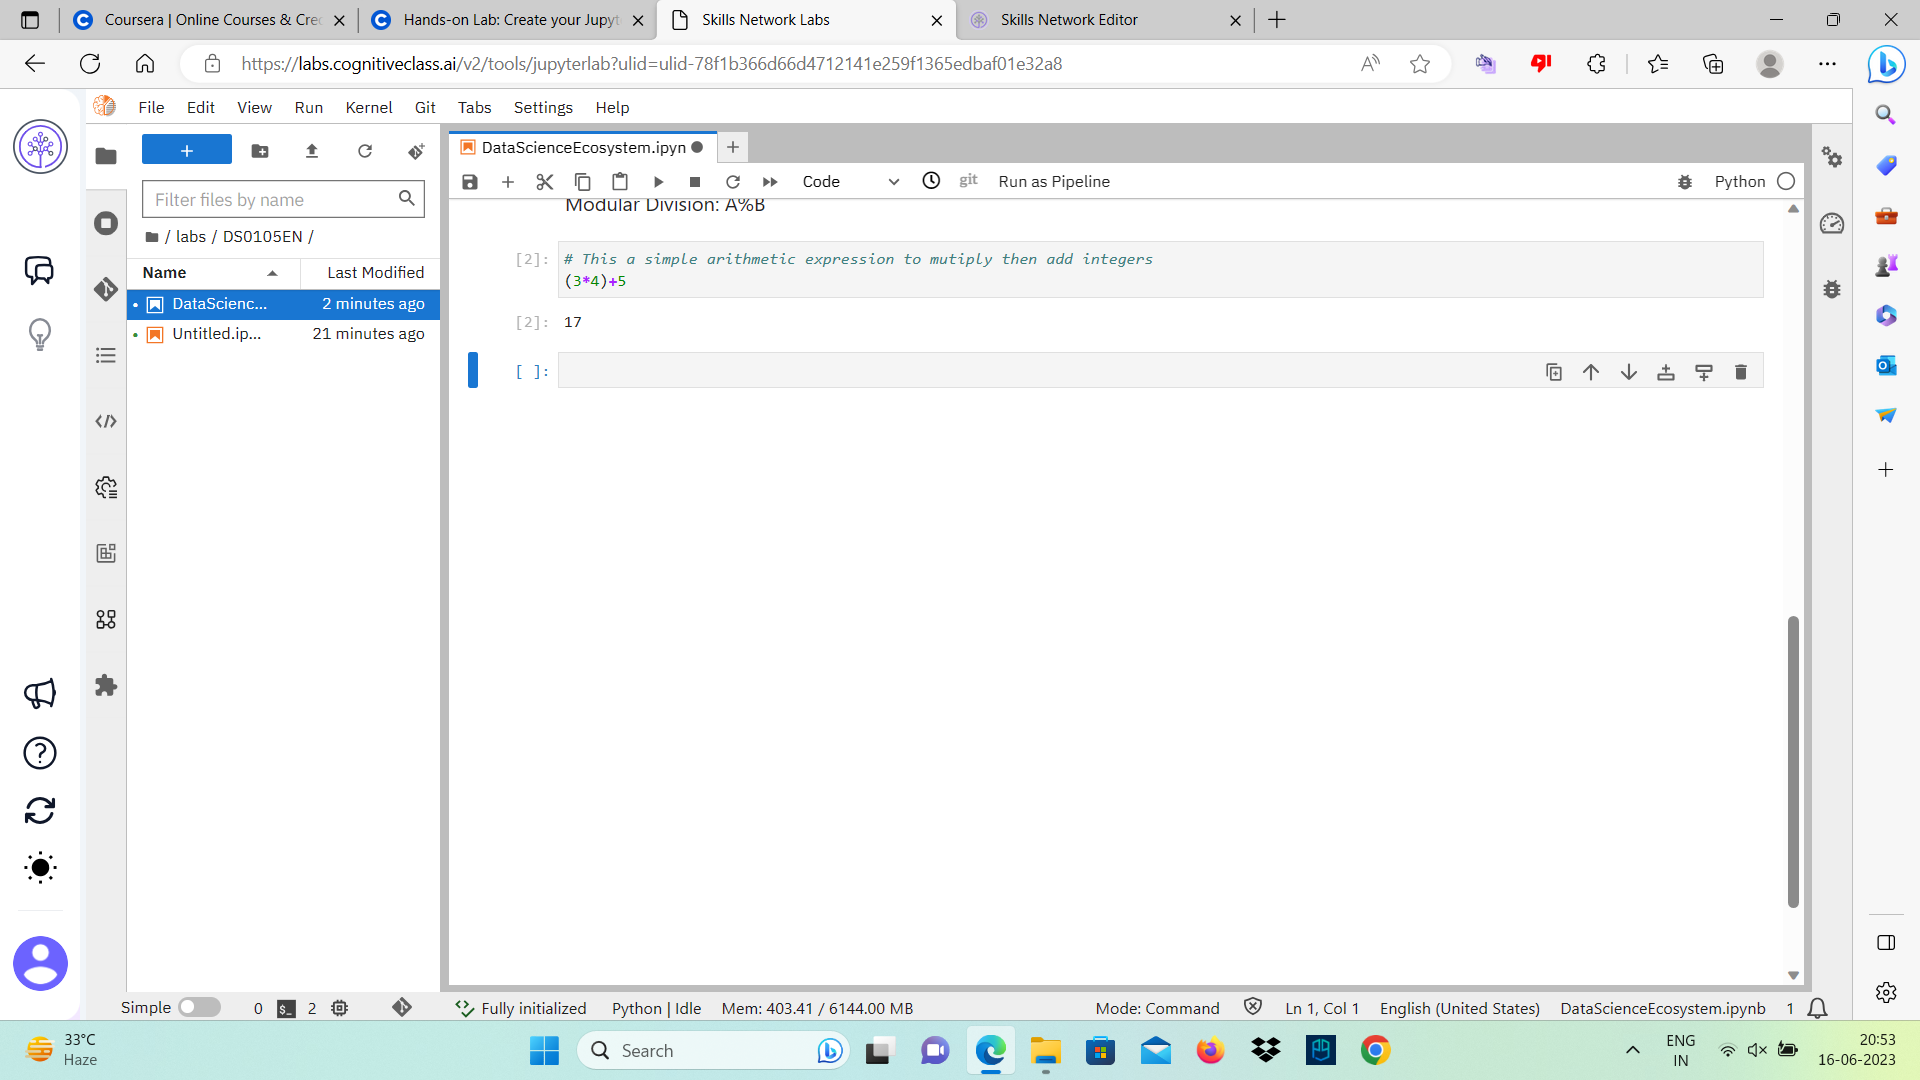 Coursera | Online Courses & Cre
Hands-on Lab: Create your Jupyt
Skills Network Labs
Skills Network Editor
https://labs.cognitiveclass.ai/v2/tools/jupyterlab?ulid=ulid-78f1b366d66d4712141e259f1365edbaf01e32a8
File Edit View Run Kernel Git Tabs Settings Help
DataScienceEcosystem.ipyn
Code
git
Run as Pipeline
Python
Filter files by name
/ labs / DS0105EN /
Name Last Modified
DataScienc... 2 minutes ago
Untitled.ip... 21 minutes ago
Modular Division: A%B
[2]: # This a simple arithmetic expression to mutiply then add integers
(3*4)+5
[2]: 17
[ ]:
Simple 0 $_ 2 Fully initialized Python | Idle Mem: 403.41 / 6144.00 MB Mode: Command Ln 1, Col 1 English (United States) DataScienceEcosystem.ipynb 1
33°C
Haze
Search
ENG
IN
20:53
16-06-2023